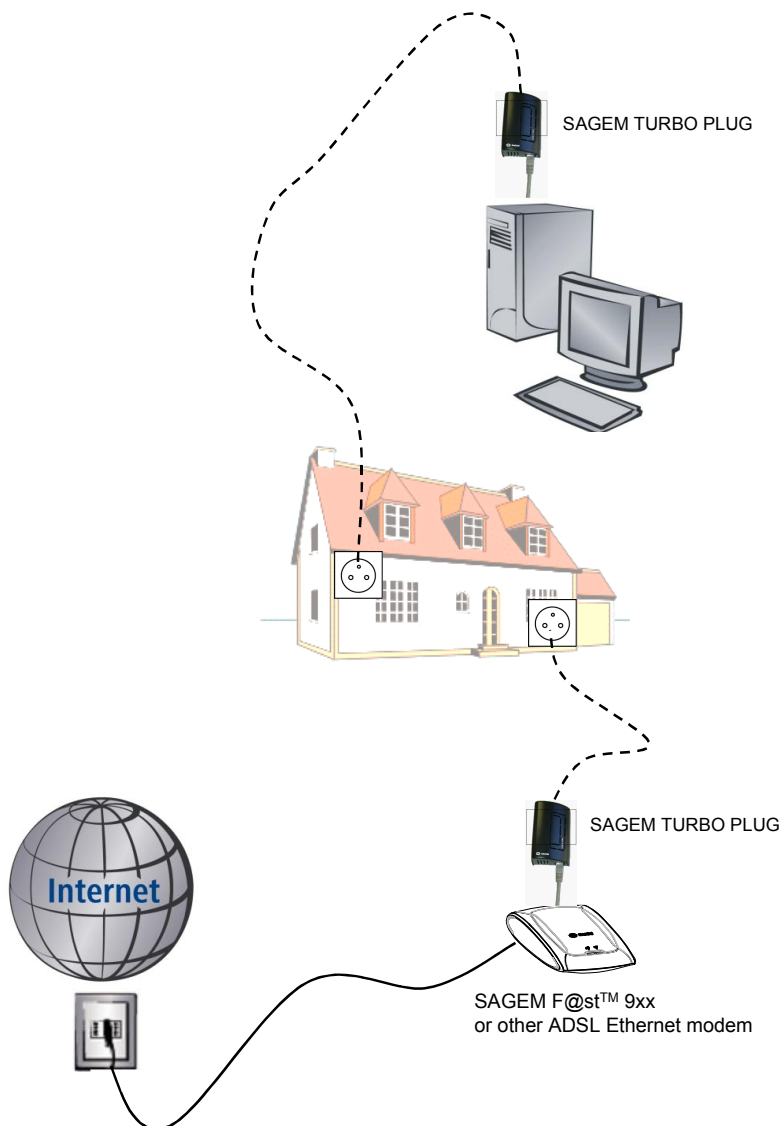 SAGEM TURBO PLUG
SAGEM TURBO PLUG
Internet
SAGEM F@st™ 9xx
or other ADSL Ethernet modem